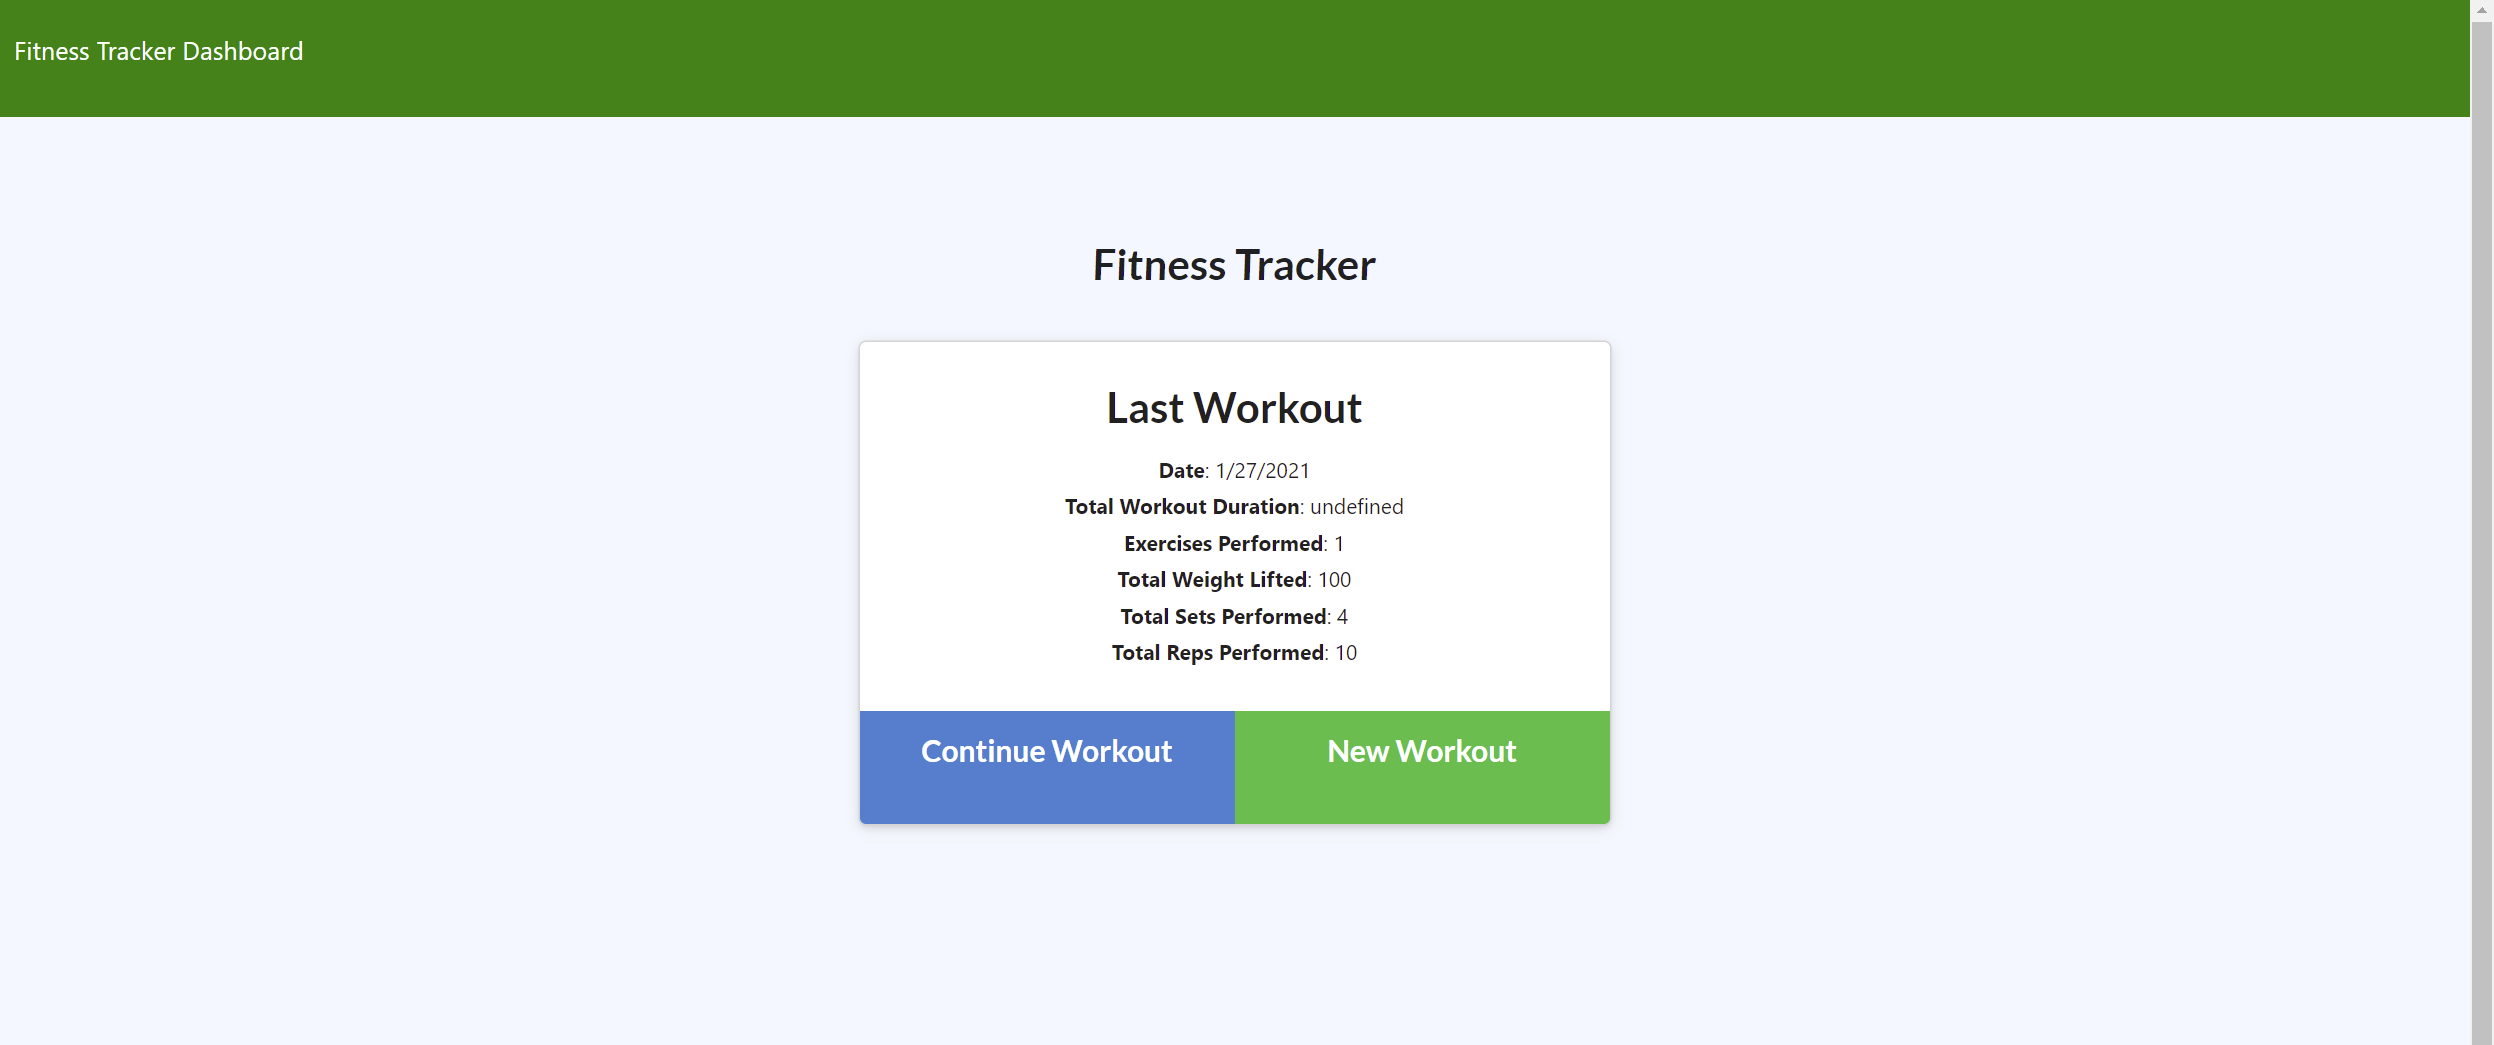 Fitness Tracker Dashboard
Fitness Tracker
Last Workout
Date: 1/27/2021
Total Workout Duration: undefined
Exercises Performed: 1
Total Weight Lifted: 100
Total Sets Performed: 4
Total Reps Performed: 10
Continue Workout
New Workout